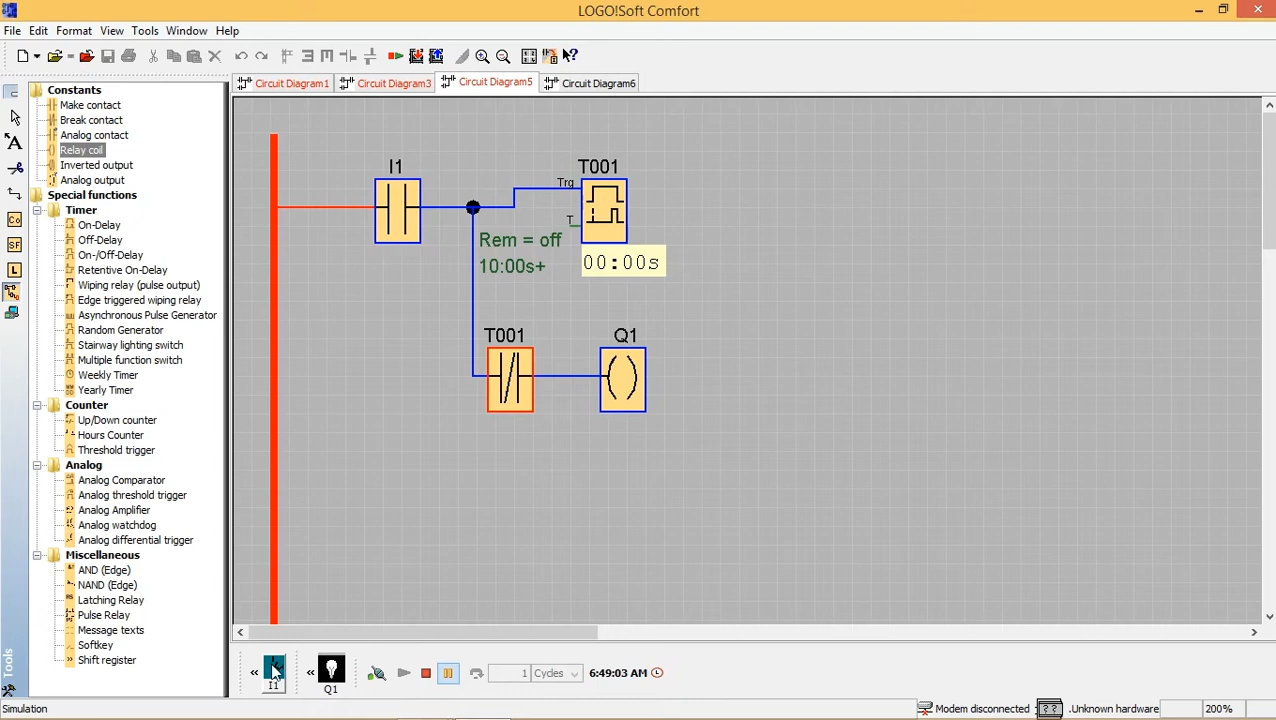 LOGO!Soft Comfort
File Edit Format View Tools Window Help
Circuit Diagram1 Circuit Diagram3 Circuit Diagram5 Circuit Diagram6
Constants
Make contact
Break contact
Analog contact
Relay coil
Inverted output
Analog output
Special functions
Timer
On-Delay
Off-Delay
On-/Off-Delay
Retentive On-Delay
Wiping relay (pulse output)
Edge triggered wiping relay
Asynchronous Pulse Generator
Random Generator
Stairway lighting switch
Multiple function switch
Weekly Timer
Yearly Timer
Counter
Up/Down counter
Hours Counter
Threshold trigger
Analog
Analog Comparator
Analog threshold trigger
Analog Amplifier
Analog watchdog
Analog differential trigger
Miscellaneous
AND (Edge)
NAND (Edge)
Latching Relay
Pulse Relay
Message texts
Softkey
Shift register
Co
SF
L
Tools
I1 T001
Trg
T
Rem = off
10:00s+ 00:00s
T001 Q1
« I1 « Q1 1 Cycles 6:49:03 AM
Simulation Modem disconnected ?? .Unknown hardware 200%